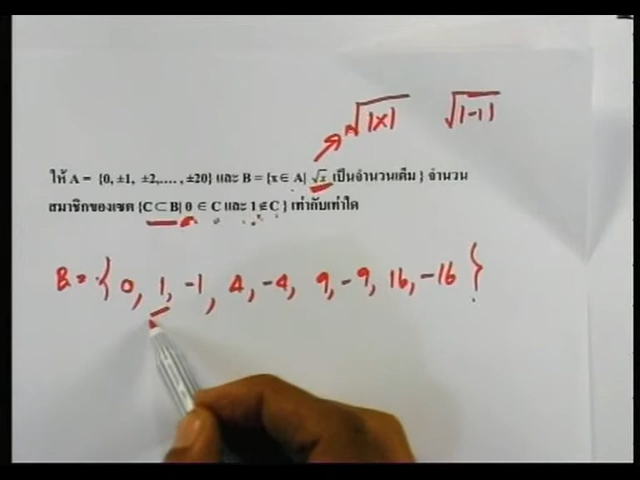 √|x| √|-1|
ให้ A = {0, ±1, ±2,...., ±20} และ B = {x ∈ A| √x เป็นจำนวนเต็ม } จำนวน
สมาชิกของเซต {C ⊂ B| 0 ∈ C และ 1 ∉ C } เท่ากับเท่าใด
B = { 0, 1, -1, 4, -4, 9, -9, 16, -16 }